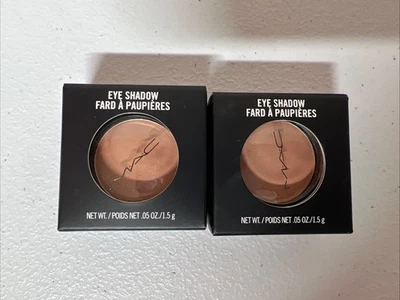 EYE SHADOW
FARD À PAUPIÈRES
MAC
NET WT. / POIDS NET .05 OZ./1.5 g
EYE SHADOW
FARD À PAUPIÈRES
MAC
NET WT. / POIDS NET .05 OZ./1.5 g